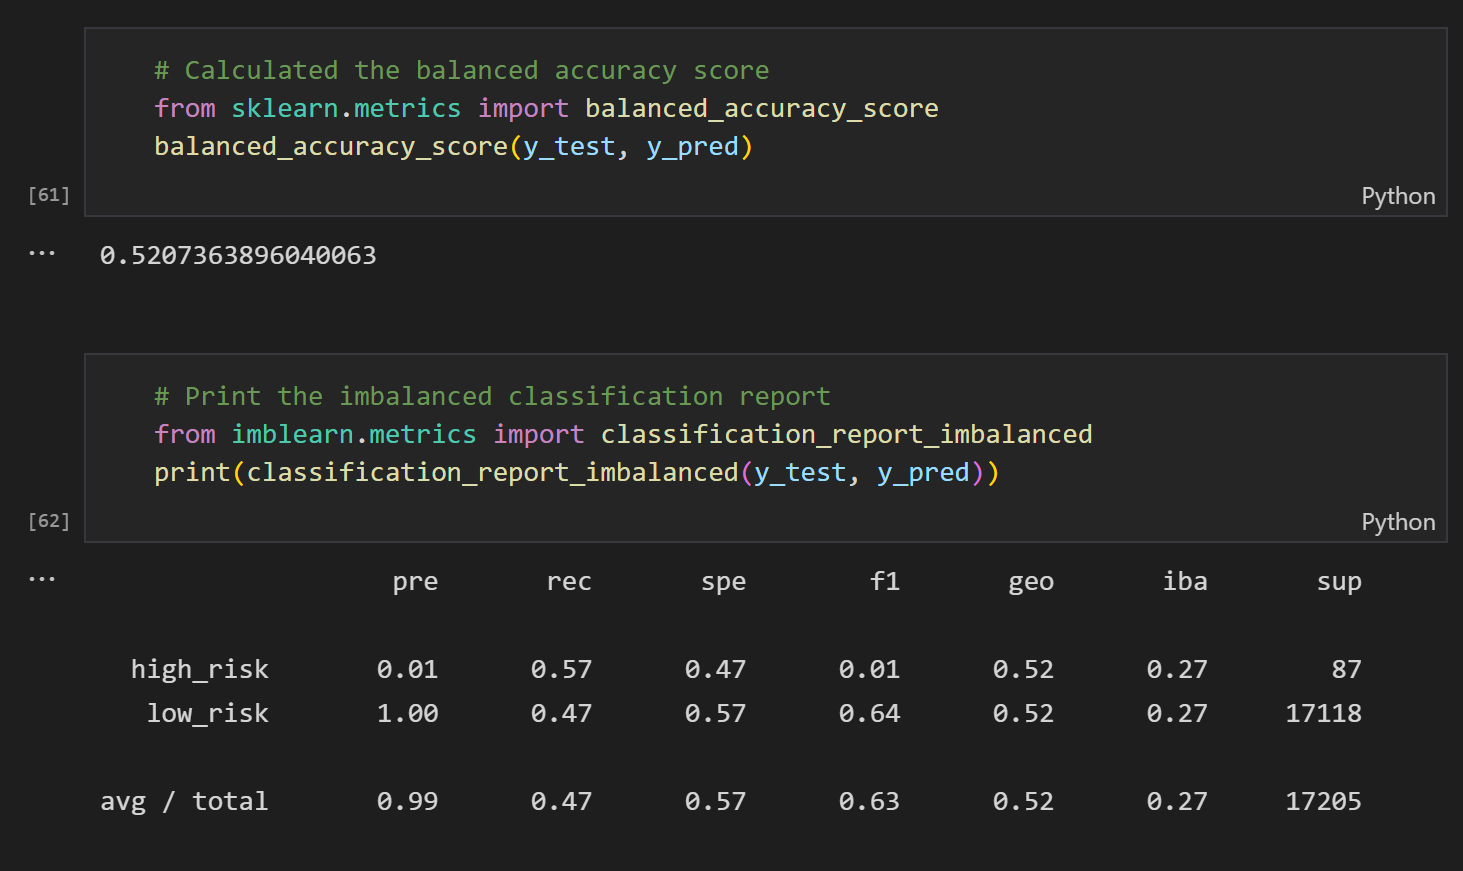 # Calculated the balanced accuracy score
from sklearn.metrics import balanced_accuracy_score
balanced_accuracy_score(y_test, y_pred)
[61]
Python
... 0.5207363896040063
# Print the imbalanced classification report
from imblearn.metrics import classification_report_imbalanced
print(classification_report_imbalanced(y_test, y_pred))
[62]
Python
... pre rec spe f1 geo iba sup
high_risk 0.01 0.57 0.47 0.01 0.52 0.27 87
low_risk 1.00 0.47 0.57 0.64 0.52 0.27 17118
avg / total 0.99 0.47 0.57 0.63 0.52 0.27 17205